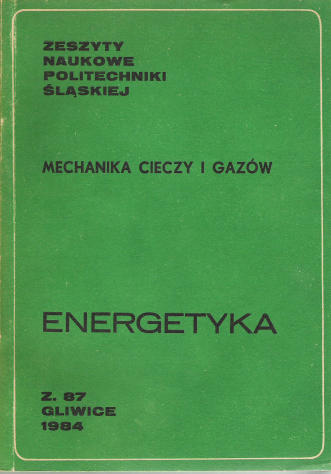 ZESZYTY
NAUKOWE
POLITECHNIKI
ŚLĄSKIEJ
MECHANIKA CIECZY I GAZÓW
ENERGETYKA
Z. 87
GLIWICE
1984